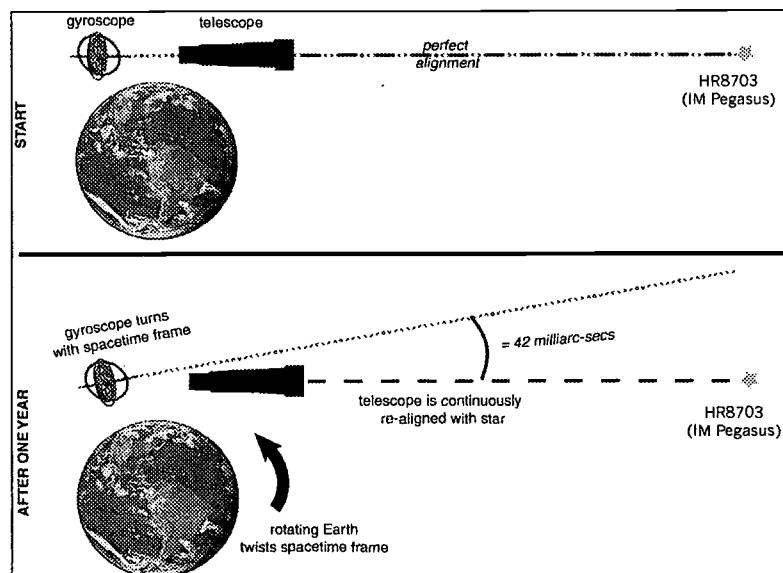 gyroscope
telescope
perfect
alignment
HR8703
(IM Pegasus)
START
gyroscope turns
with spacetime frame
= 42 milliarc-secs
telescope is continuously
re-aligned with star
HR8703
(IM Pegasus)
AFTER ONE YEAR
rotating Earth
twists spacetime frame